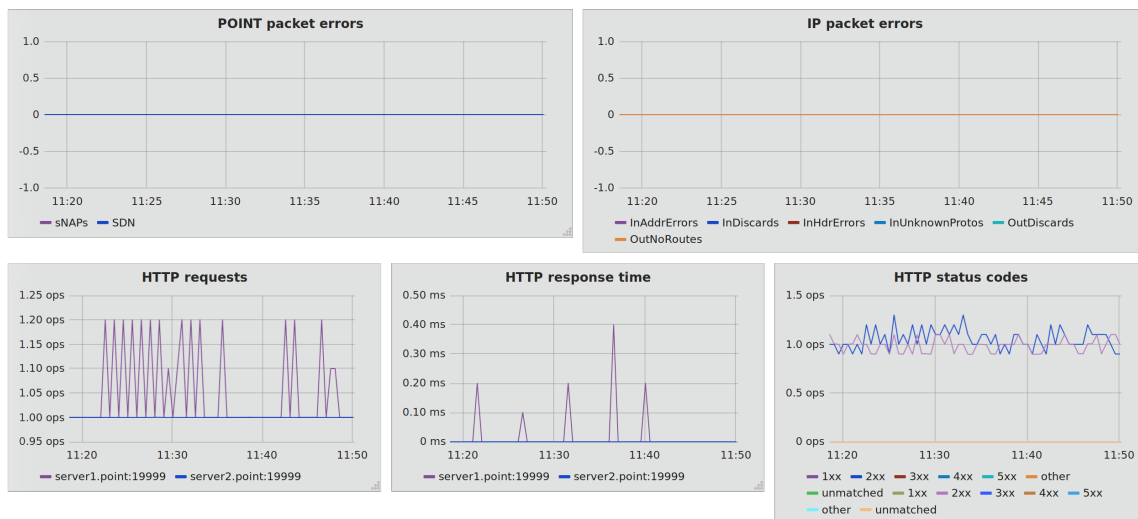 POINT packet errors
1.0
0.5
0
-0.5
-1.0
11:20 11:25 11:30 11:35 11:40 11:45 11:50
sNAPs SDN
IP packet errors
1.0
0.5
0
-0.5
-1.0
11:20 11:25 11:30 11:35 11:40 11:45 11:50
InAddrErrors InDiscards InHdrErrors InUnknownProtos OutDiscards
OutNoRoutes
HTTP requests
1.25 ops
1.20 ops
1.15 ops
1.10 ops
1.05 ops
1.00 ops
0.95 ops
11:20 11:30 11:40 11:50
server1.point:19999 server2.point:19999
HTTP response time
0.50 ms
0.40 ms
0.30 ms
0.20 ms
0.10 ms
0 ms
11:20 11:30 11:40 11:50
server1.point:19999 server2.point:19999
HTTP status codes
1.5 ops
1.0 ops
0.5 ops
0 ops
11:20 11:30 11:40 11:50
1xx 2xx 3xx 4xx 5xx other
unmatched 1xx 2xx 3xx 4xx 5xx
other unmatched